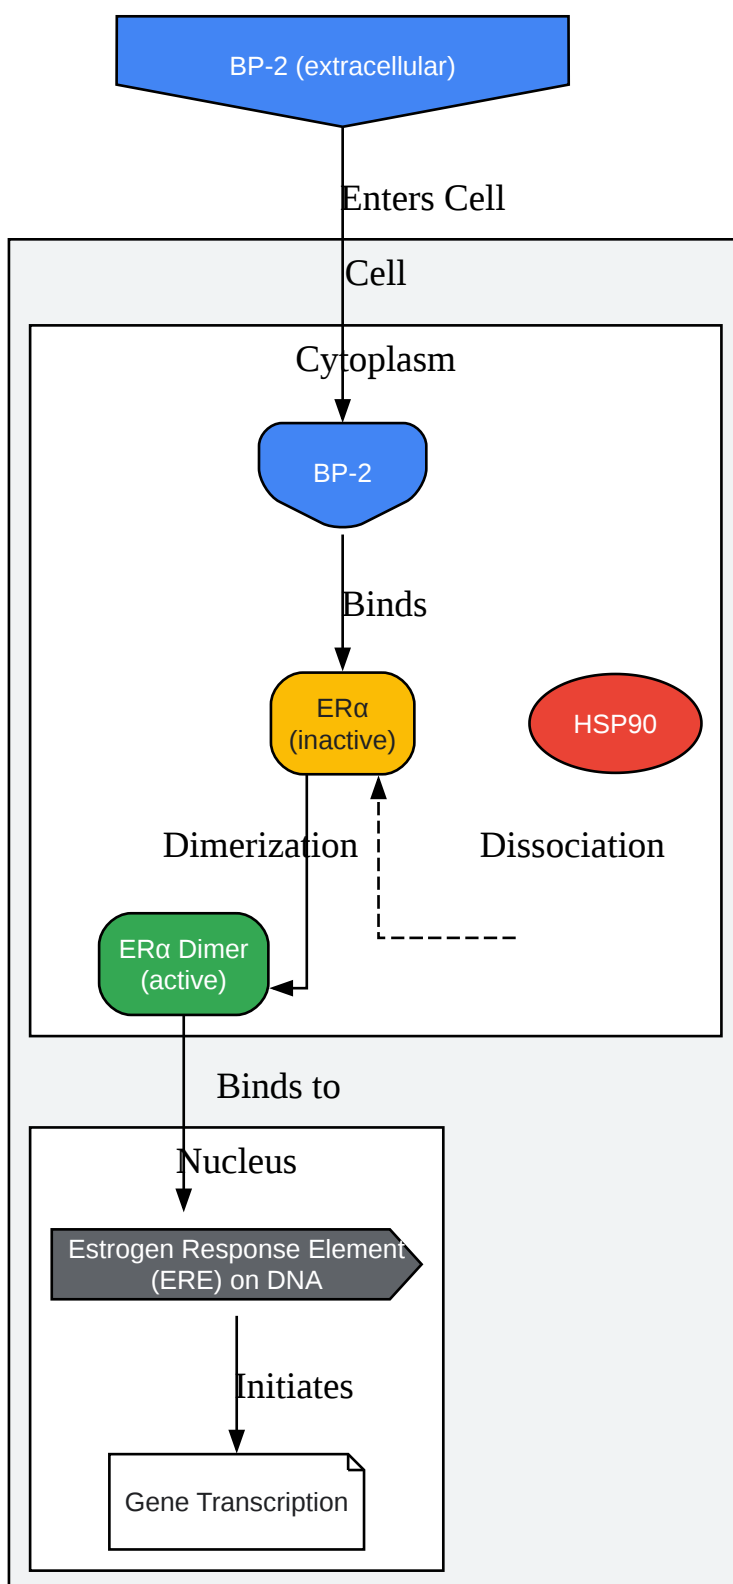 BP-2 (extracellular)
Enters Cell
Cell
Cytoplasm
BP-2
Binds
ERα
(inactive)
HSP90
Dimerization
Dissociation
ERα Dimer
(active)
Binds to
Nucleus
Estrogen Response Element
(ERE) on DNA
Initiates
Gene Transcription